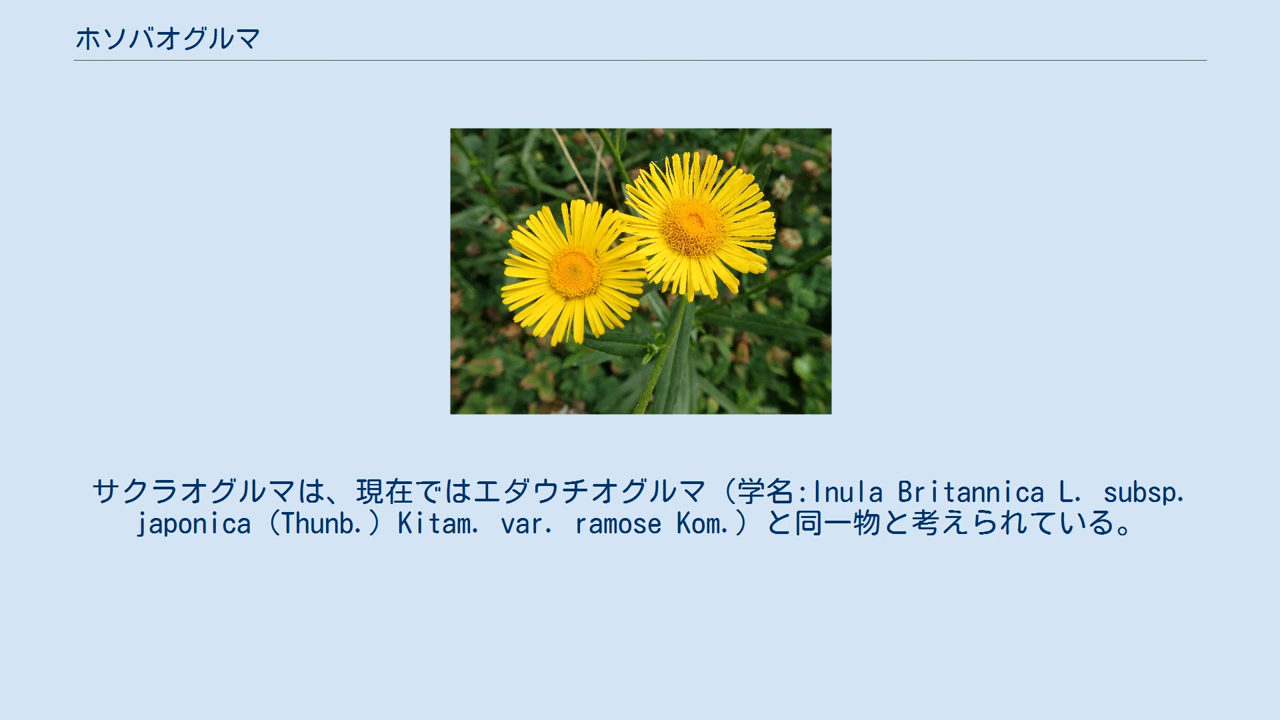 ホソバオグルマ
サクラオグルマは、現在ではエダウチオグルマ（学名:Inula Britannica L. subsp.
japonica（Thunb.）Kitam. var. ramose Kom.）と同一物と考えられている。